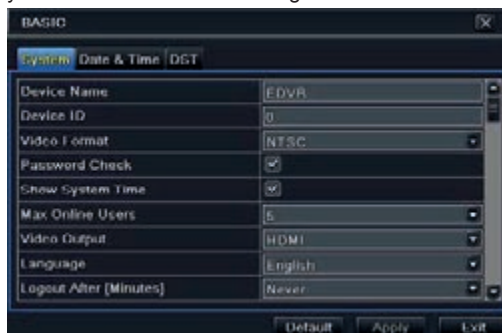 BASIC
System Date & Time DST
Device Name EDVR
Device ID 0
Video Format NTSC
Password Check
Show System Time
Max Online Users 5
Video Output HDMI
Language English
Logout After [Minutes] Never
Default Apply Exit